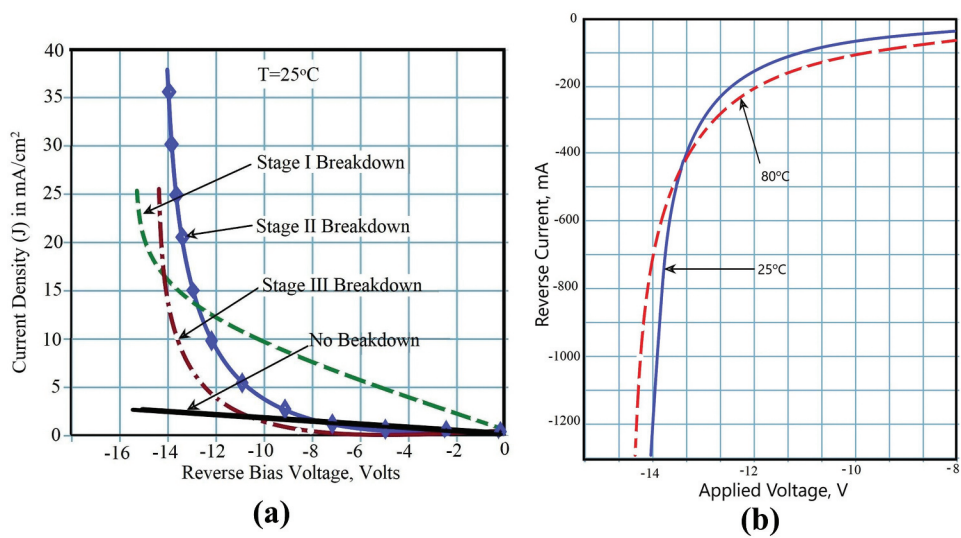 40
35
30
25
20
15
10
5
0
Current Density (J) in mA/cm²
T=25°C
Stage I Breakdown
Stage II Breakdown
Stage III Breakdown
No Beakdown
-16 -14 -12 -10 -8 -6 -4 -2 0
Reverse Bias Voltage, Volts
(a)
0
-200
-400
-600
-800
-1000
-1200
Reverse Current, mA
80°C
25°C
-14 -12 -10 -8
Applied Voltage, V
(b)